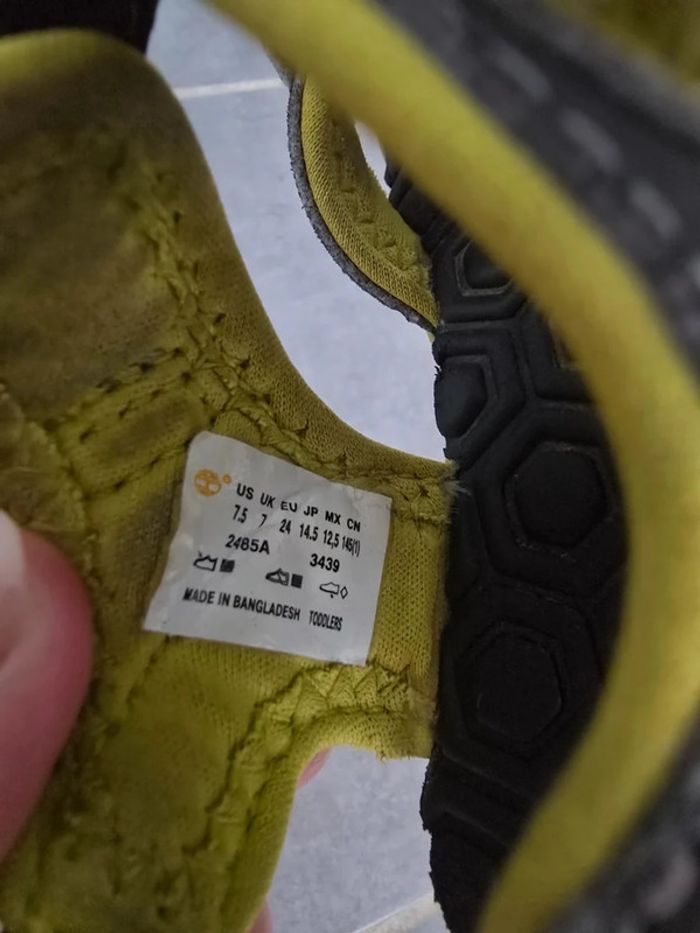 US UK EU JP MX CN
7.5 7 24 14.5 12,5 145(1)
2485A 3439
MADE IN BANGLADESH TODDLERS